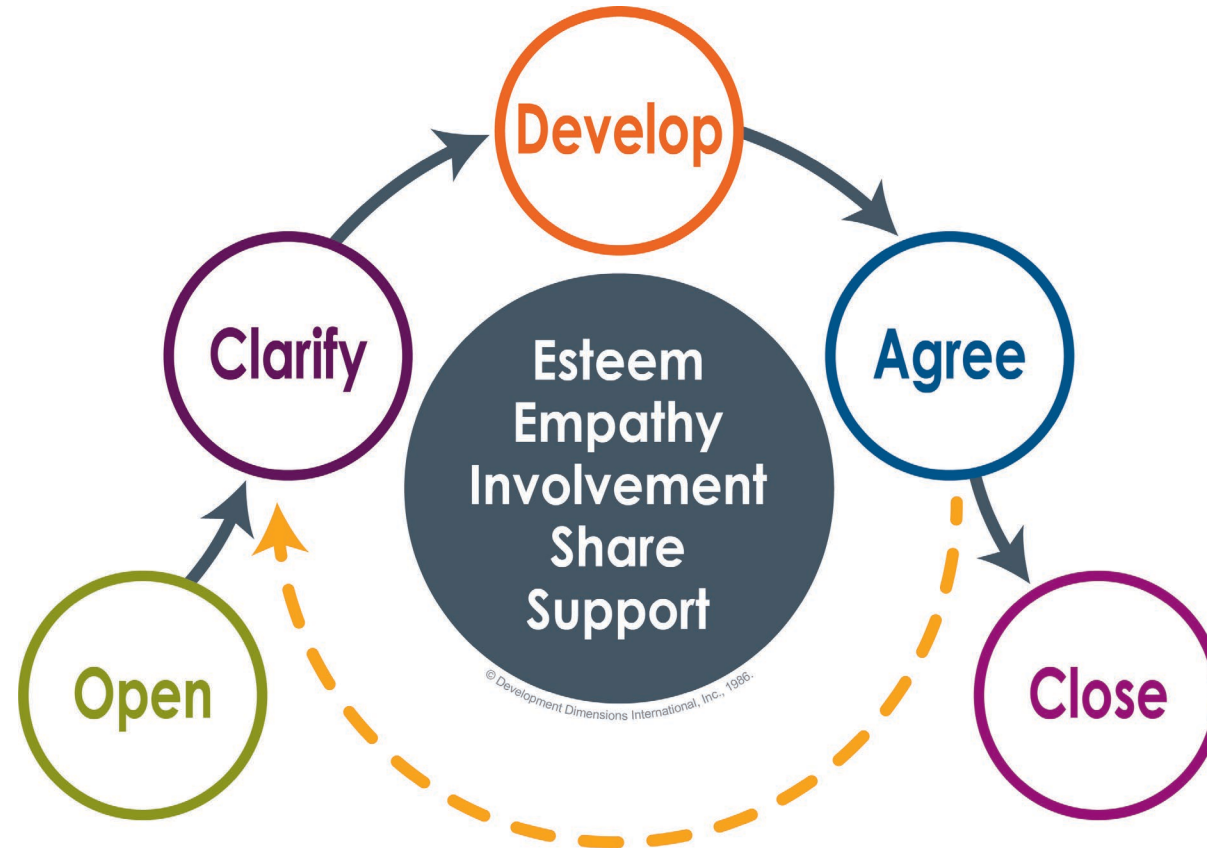 Open
Clarify
Develop
Agree
Close
Esteem
Empathy
Involvement
Share
Support
© Development Dimensions International, Inc., 1986.